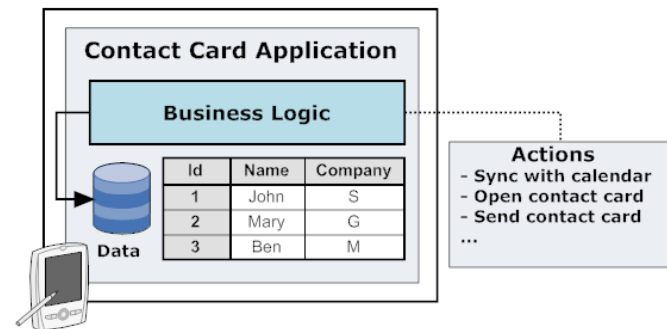 Contact Card Application
Business Logic
Id Name Company
1 John S
2 Mary G
3 Ben M
Data
Actions
- Sync with calendar
- Open contact card
- Send contact card
...